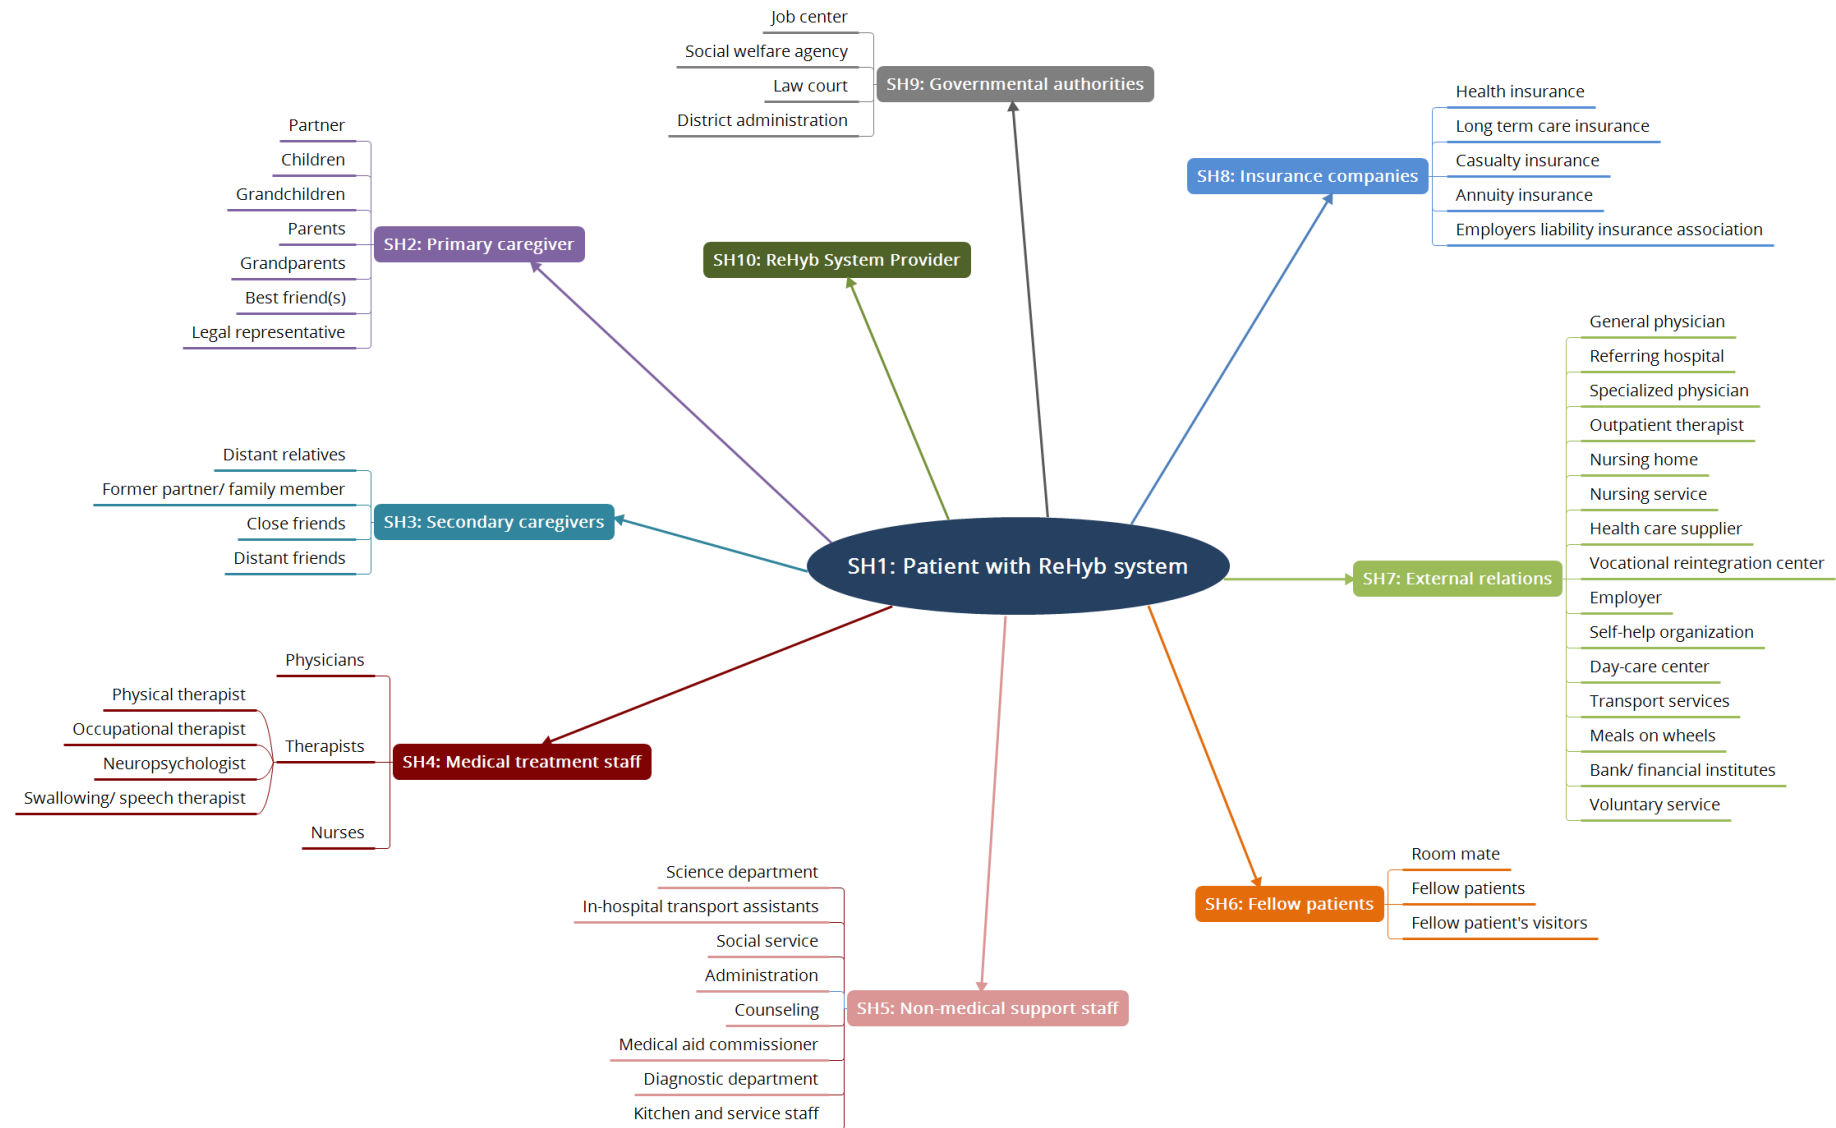 Job center
Social welfare agency
Law court
District administration
SH9: Governmental authorities
Health insurance
Long term care insurance
Casualty insurance
Annuity insurance
Employers liability insurance association
SH8: Insurance companies
Partner
Children
Grandchildren
Parents
Grandparents
Best friend(s)
Legal representative
SH2: Primary caregiver
SH10: ReHyb System Provider
Distant relatives
Former partner/ family member
Close friends
Distant friends
SH3: Secondary caregivers
SH1: Patient with ReHyb system
SH7: External relations
General physician
Referring hospital
Specialized physician
Outpatient therapist
Nursing home
Nursing service
Health care supplier
Vocational reintegration center
Employer
Self-help organization
Day-care center
Transport services
Meals on wheels
Bank/ financial institutes
Voluntary service
Physicians
Physical therapist
Occupational therapist
Neuropsychologist
Swallowing/ speech therapist
Therapists
Nurses
SH4: Medical treatment staff
SH6: Fellow patients
Room mate
Fellow patients
Fellow patient's visitors
Science department
In-hospital transport assistants
Social service
Administration
Counseling
Medical aid commissioner
Diagnostic department
Kitchen and service staff
SH5: Non-medical support staff